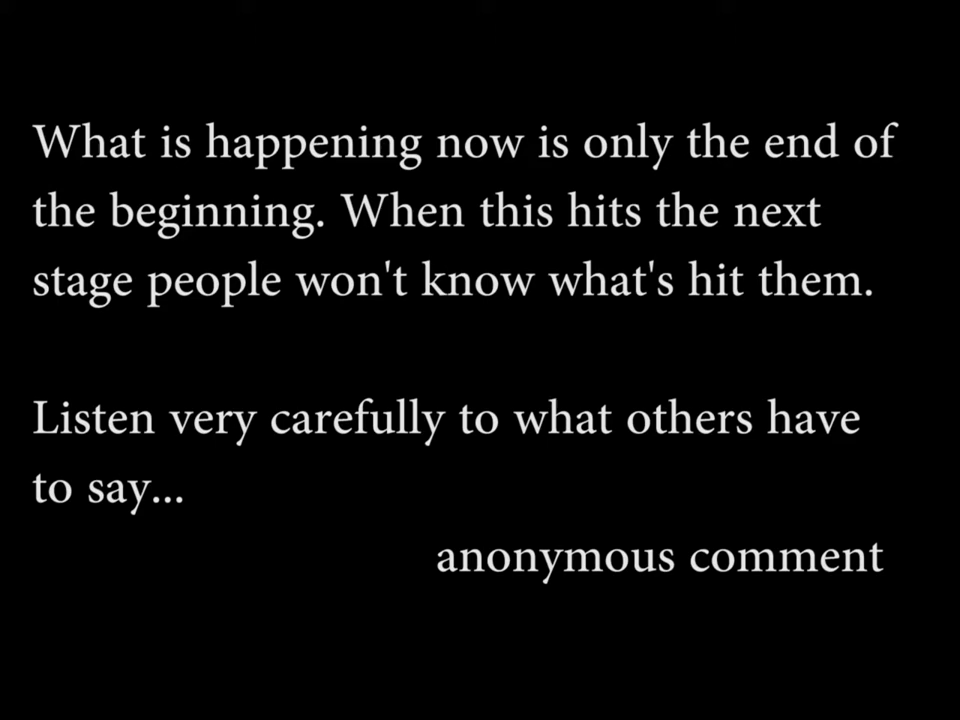 What is happening now is only the end of
the beginning. When this hits the next
stage people won't know what's hit them.
Listen very carefully to what others have
to say...
anonymous comment